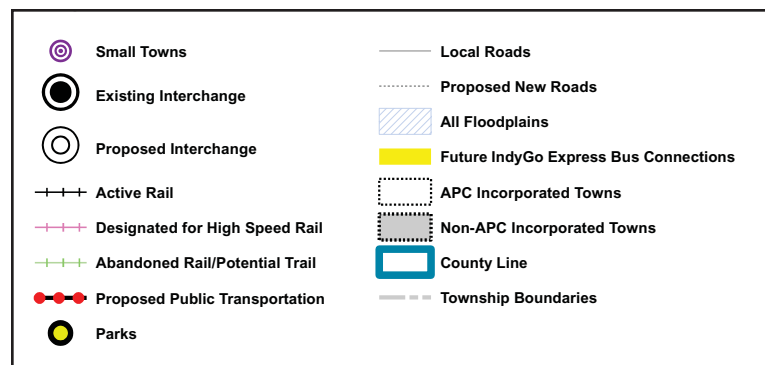 Small Towns
Existing Interchange
Proposed Interchange
Active Rail
Designated for High Speed Rail
Abandoned Rail/Potential Trail
Proposed Public Transportation
Parks
Local Roads
Proposed New Roads
All Floodplains
Future IndyGo Express Bus Connections
APC Incorporated Towns
Non-APC Incorporated Towns
County Line
Township Boundaries